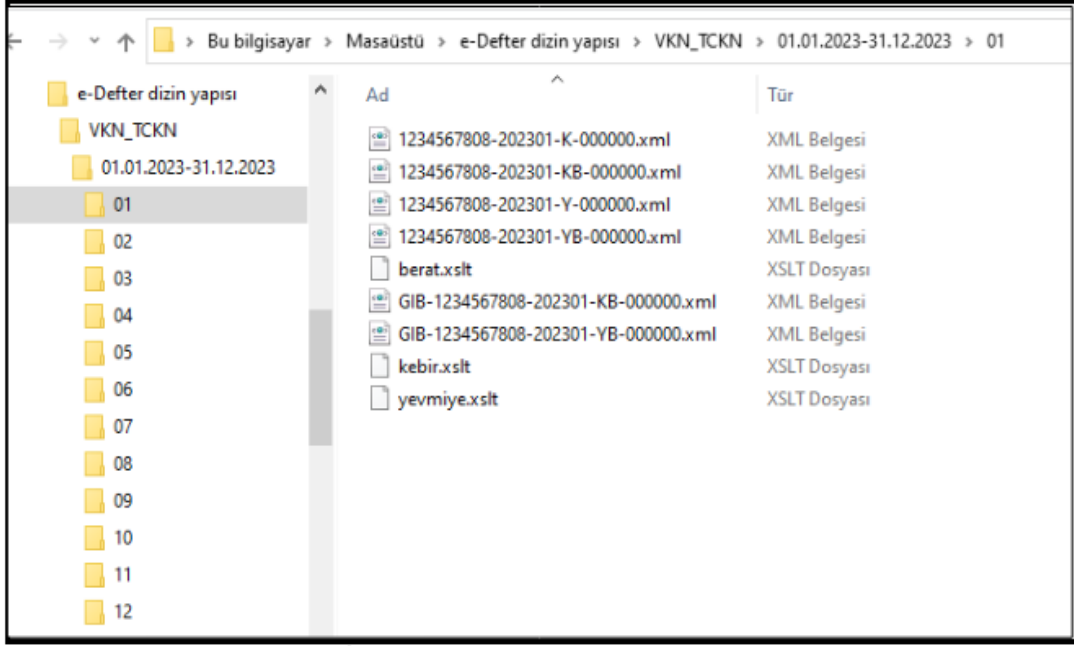 Bu bilgisayar > Masaüstü > e-Defter dizin yapısı > VKN_TCKN > 01.01.2023-31.12.2023 > 01
e-Defter dizin yapısı
VKN_TCKN
01.01.2023-31.12.2023
01
02
03
04
05
06
07
08
09
10
11
12
Ad Tür
1234567808-202301-K-000000.xml XML Belgesi
1234567808-202301-KB-000000.xml XML Belgesi
1234567808-202301-Y-000000.xml XML Belgesi
1234567808-202301-YB-000000.xml XML Belgesi
berat.xslt XSLT Dosyası
GIB-1234567808-202301-KB-000000.xml XML Belgesi
GIB-1234567808-202301-YB-000000.xml XML Belgesi
kebir.xslt XSLT Dosyası
yevmiye.xslt XSLT Dosyası